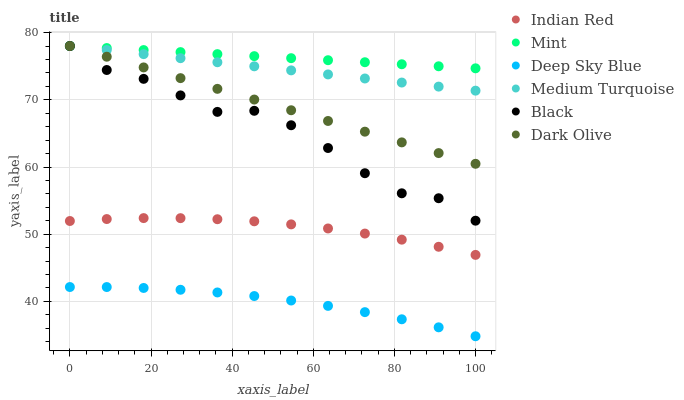 title
80
70
60
50
40
0
20
40
60
80
100
yaxis_label
xaxis_label
Indian Red
Mint
Deep Sky Blue
Medium Turquoise
Black
Dark Olive